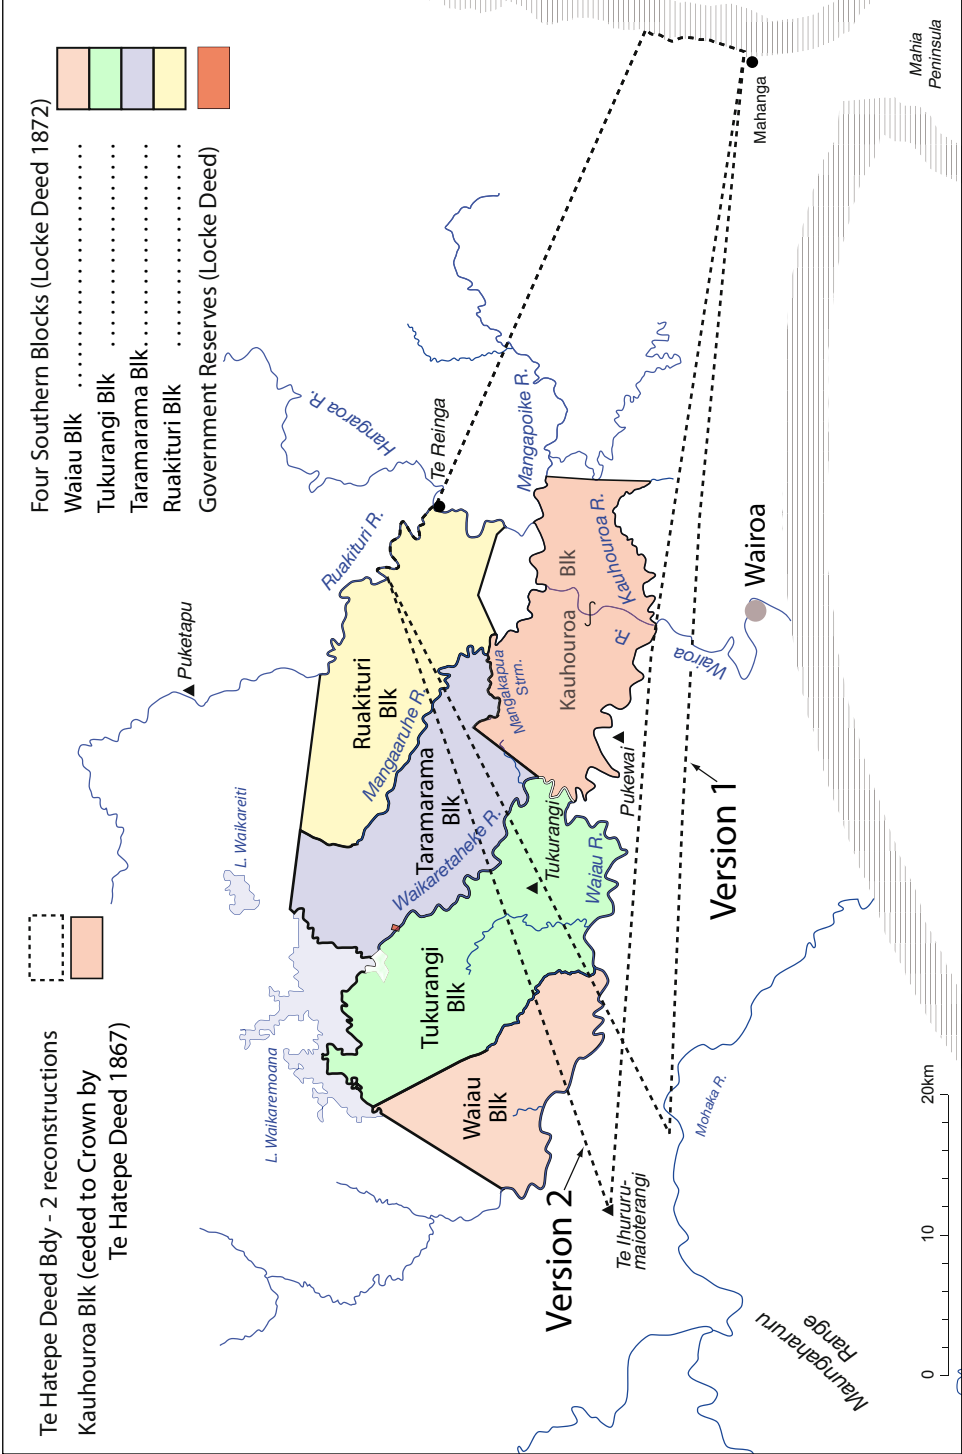 Te Hatepe Deed Bdy - 2 reconstructions
Kauhouroa Blk (ceded to Crown by
Te Hatepe Deed 1867)
Four Southern Blocks (Locke Deed 1872)
Waiau Blk ............................
Tukurangi Blk ......................
Taramarama Blk.....................
Ruakituri Blk ......................
Government Reserves (Locke Deed)
Puketapu
L. Waikareiti
L. Waikaremoana
Hangaroa R.
Ruakituri R.
Te Reinga
Ruakituri
Blk
Mangaaruhe R.
Taramarama
Blk
Waikaretaheke R.
Tukurangi
Blk
Waiau
Blk
Tukurangi
Waiau R.
Mangakapua
Strm.
Mangapoike R.
Kauhouroa Blk
Kauhouroa R.
R.
Wairoa
Wairoa
Pukewai
Version 1
Version 2
Te Ihururu-
maioterangi
Mohaka R.
Maungaharuru
Range
Mahanga
Mahia
Peninsula
0 10 20km